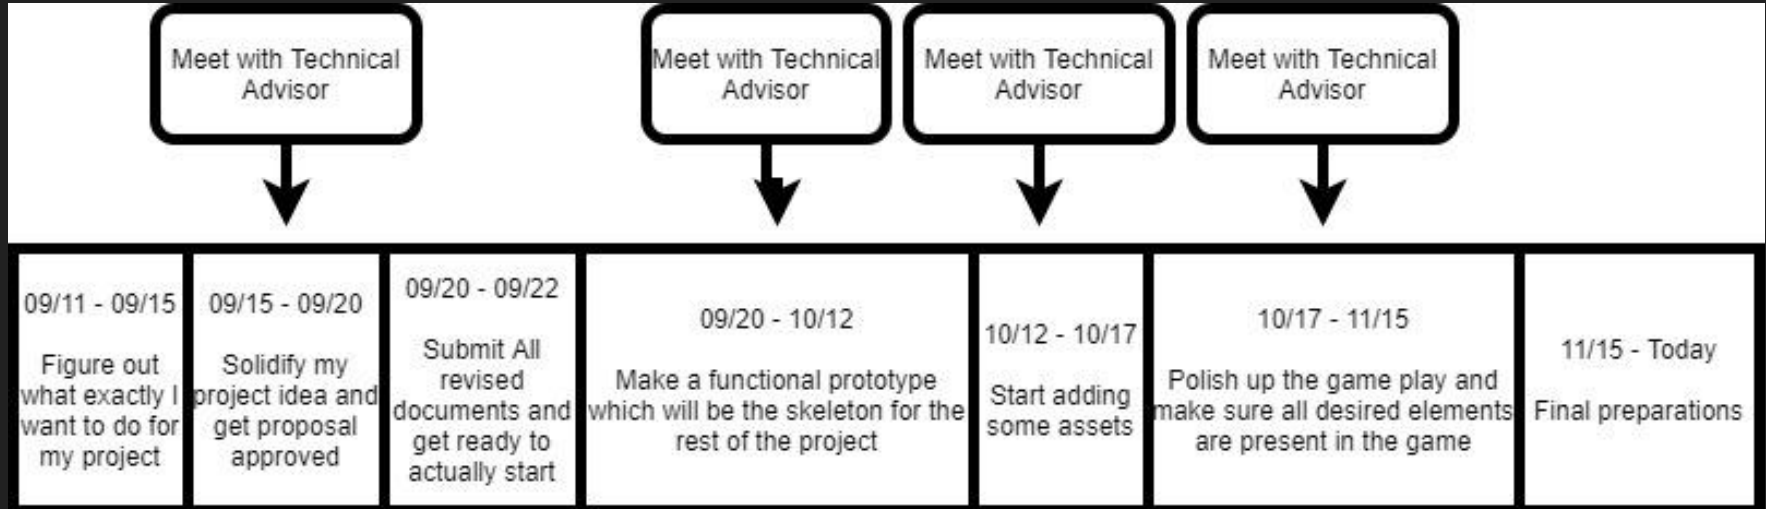 Meet with Technical
Advisor
Meet with Technical
Advisor
Meet with Technical
Advisor
Meet with Technical
Advisor
09/11 - 09/15
Figure out
what exactly I
want to do for
my project
09/15 - 09/20
Solidify my
project idea and
get proposal
approved
09/20 - 09/22
Submit All
revised
documents and
get ready to
actually start
09/20 - 10/12
Make a functional prototype
which will be the skeleton for the
rest of the project
10/12 - 10/17
Start adding
some assets
10/17 - 11/15
Polish up the game play and
make sure all desired elements
are present in the game
11/15 - Today
Final preparations